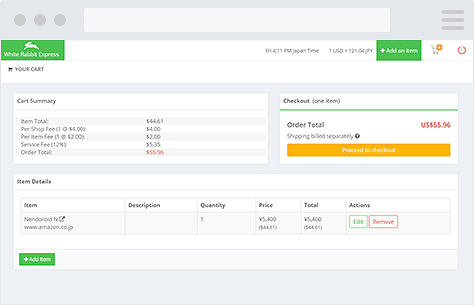 White Rabbit Express
Fri 4:11 PM Japan Time
1 USD = 121.04 JPY
+ Add an item
YOUR CART
Cart Summary
Item Total: $44.61
Per Shop Fee (1 @ $4.00): $4.00
Per Item Fee (1 @ $2.00): $2.00
Service Fee (12%): $5.35
Order Total: $55.96
Checkout (one item)
Order Total US$55.96
Shipping billed separately
Proceed to checkout
Item Details
Item Description Quantity Price Total Actions
Nendoroid N 1 ¥5,400 ¥5,400 Edit Remove
www.amazon.co.jp ($44.61) ($44.61)
+ Add Item